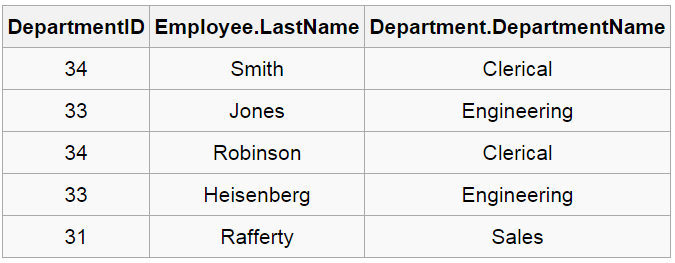 DepartmentID Employee.LastName Department.DepartmentName
34 Smith Clerical
33 Jones Engineering
34 Robinson Clerical
33 Heisenberg Engineering
31 Rafferty Sales